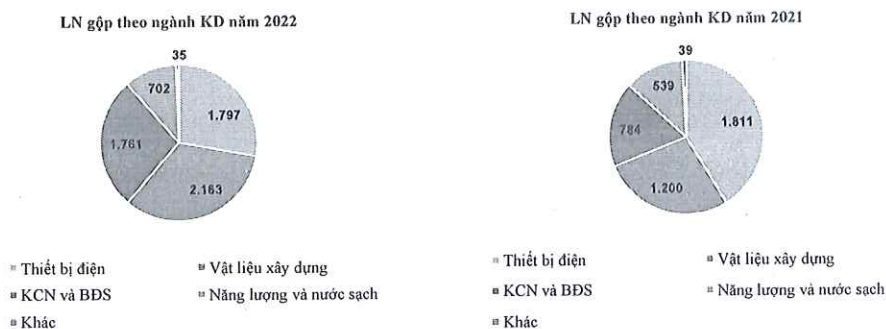 LN gộp theo ngành KD năm 2022
35
702
1.797
1.761
2.163
Thiết bị điện
Vật liệu xây dựng
KCN và BĐS
Năng lượng và nước sạch
Khác
LN gộp theo ngành KD năm 2021
39
539
1.811
784
1.200
Thiết bị điện
Vật liệu xây dựng
KCN và BĐS
Năng lượng và nước sạch
Khác